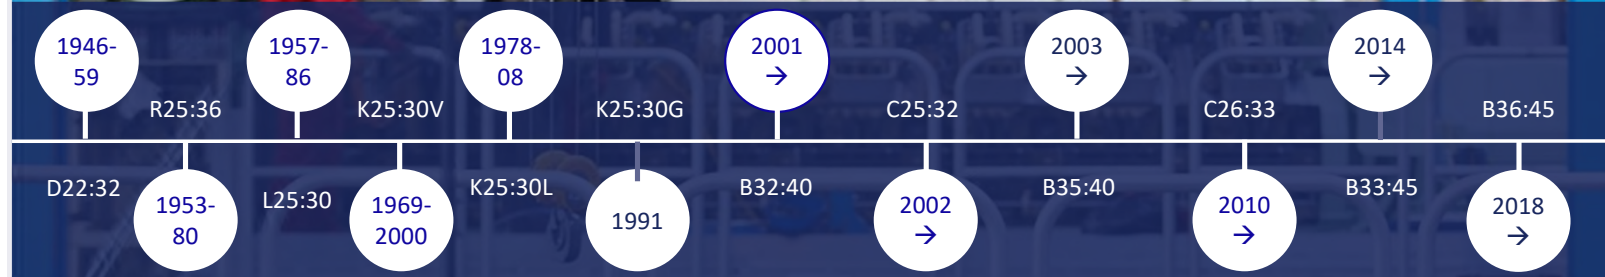 1946-
59
D22:32
R25:36
1953-
80
1957-
86
L25:30
K25:30V
1969-
2000
1978-
08
K25:30L
K25:30G
1991
2001
→
B32:40
C25:32
2002
→
2003
→
B35:40
C26:33
2010
→
2014
→
B33:45
B36:45
2018
→